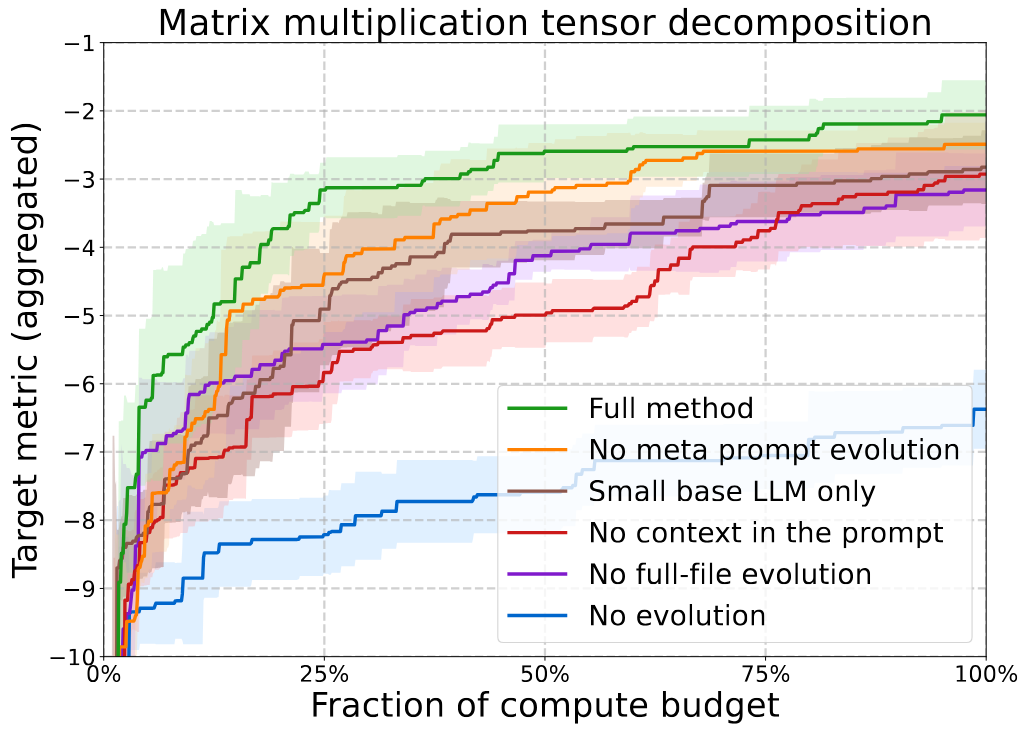 Matrix multiplication tensor decomposition
Target metric (aggregated)
−1
−2
−3
−4
−5
−6
−7
−8
−9
−10
Full method
No meta prompt evolution
Small base LLM only
No context in the prompt
No full-file evolution
No evolution
0% 25% 50% 75% 100%
Fraction of compute budget